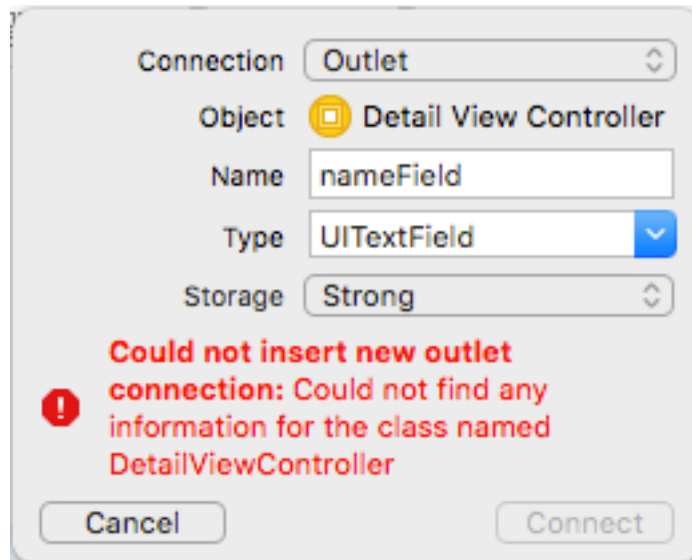 Connection Outlet
Object Detail View Controller
Name nameField
Type UITextField
Storage Strong
Could not insert new outlet
connection: Could not find any
information for the class named
DetailViewController
Cancel Connect